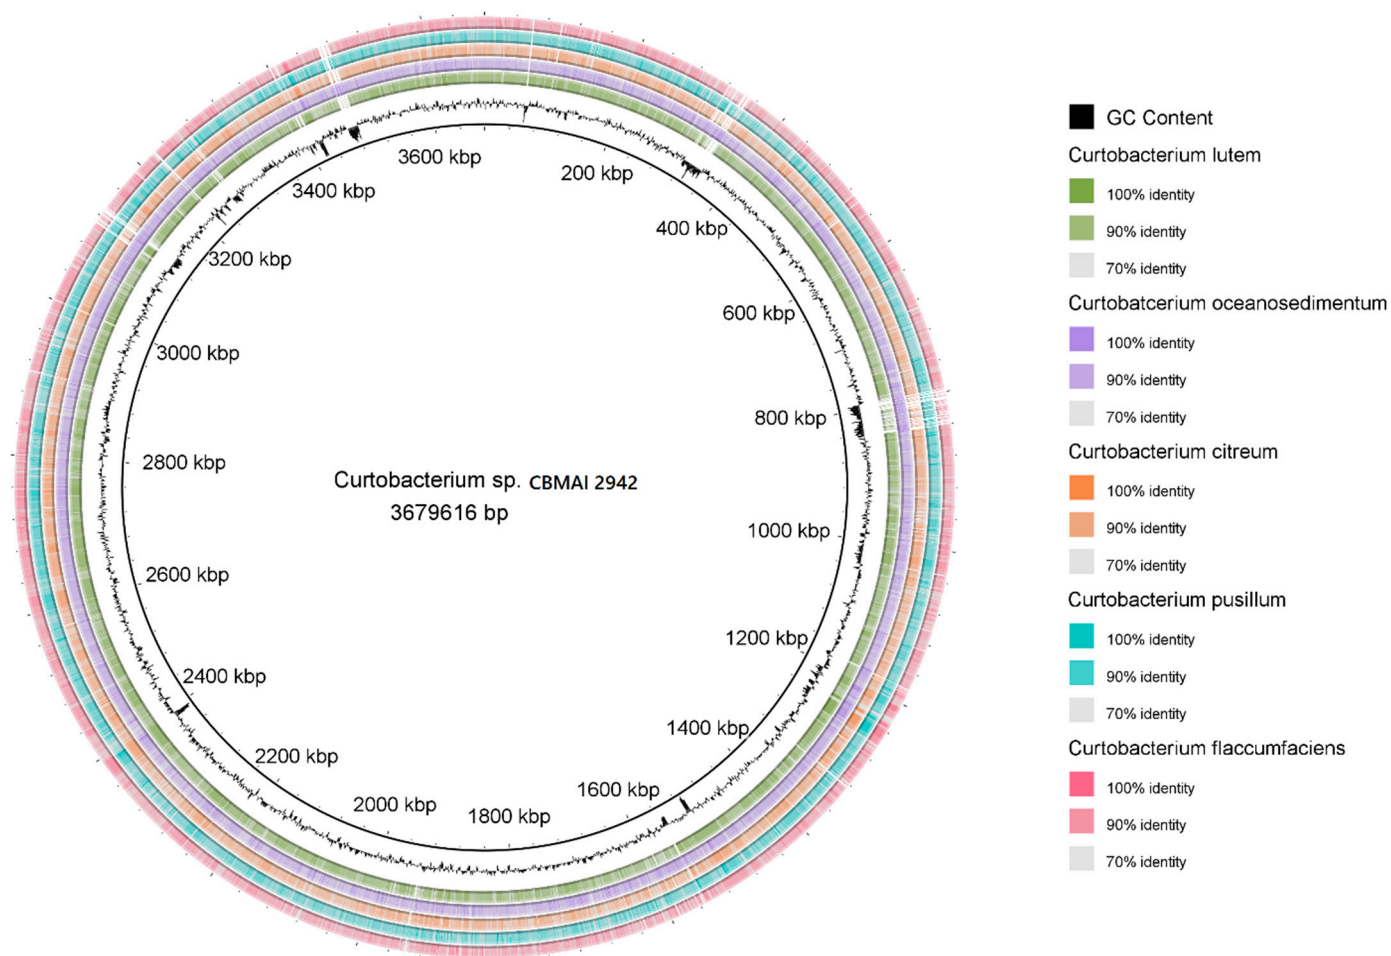 3600 kbp
200 kbp
400 kbp
600 kbp
800 kbp
1000 kbp
1200 kbp
1400 kbp
1600 kbp
1800 kbp
2000 kbp
2200 kbp
2400 kbp
2600 kbp
2800 kbp
3000 kbp
3200 kbp
3400 kbp
Curtobacterium sp. CBMAI 2942
3679616 bp
GC Content
Curtobacterium lutem
100% identity
90% identity
70% identity
Curtobatcerium oceanosedimentum
100% identity
90% identity
70% identity
Curtobacterium citreum
100% identity
90% identity
70% identity
Curtobacterium pusillum
100% identity
90% identity
70% identity
Curtobacterium flaccumfaciens
100% identity
90% identity
70% identity